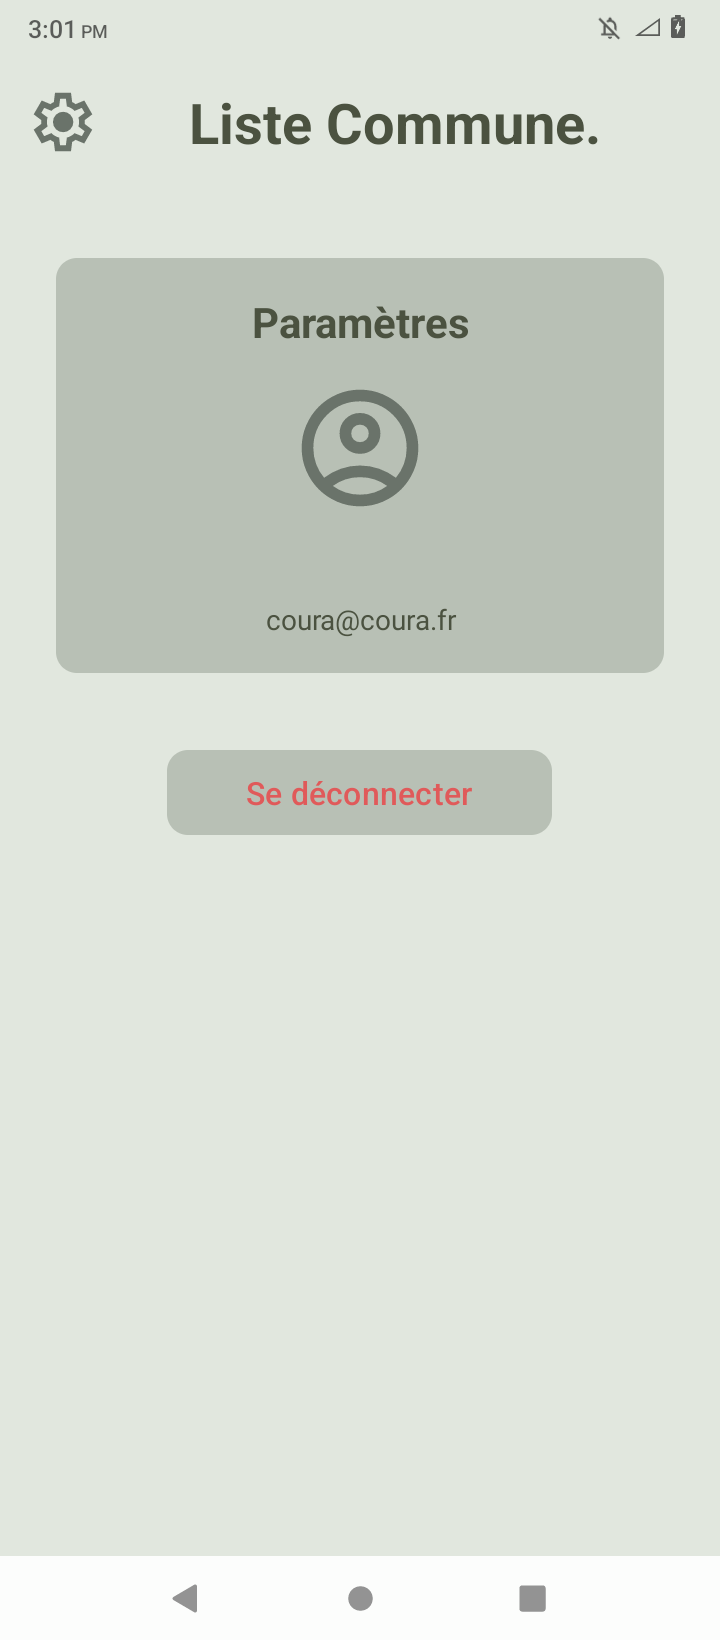 3:01 PM
Liste Commune.
Paramètres
coura@coura.fr
Se déconnecter